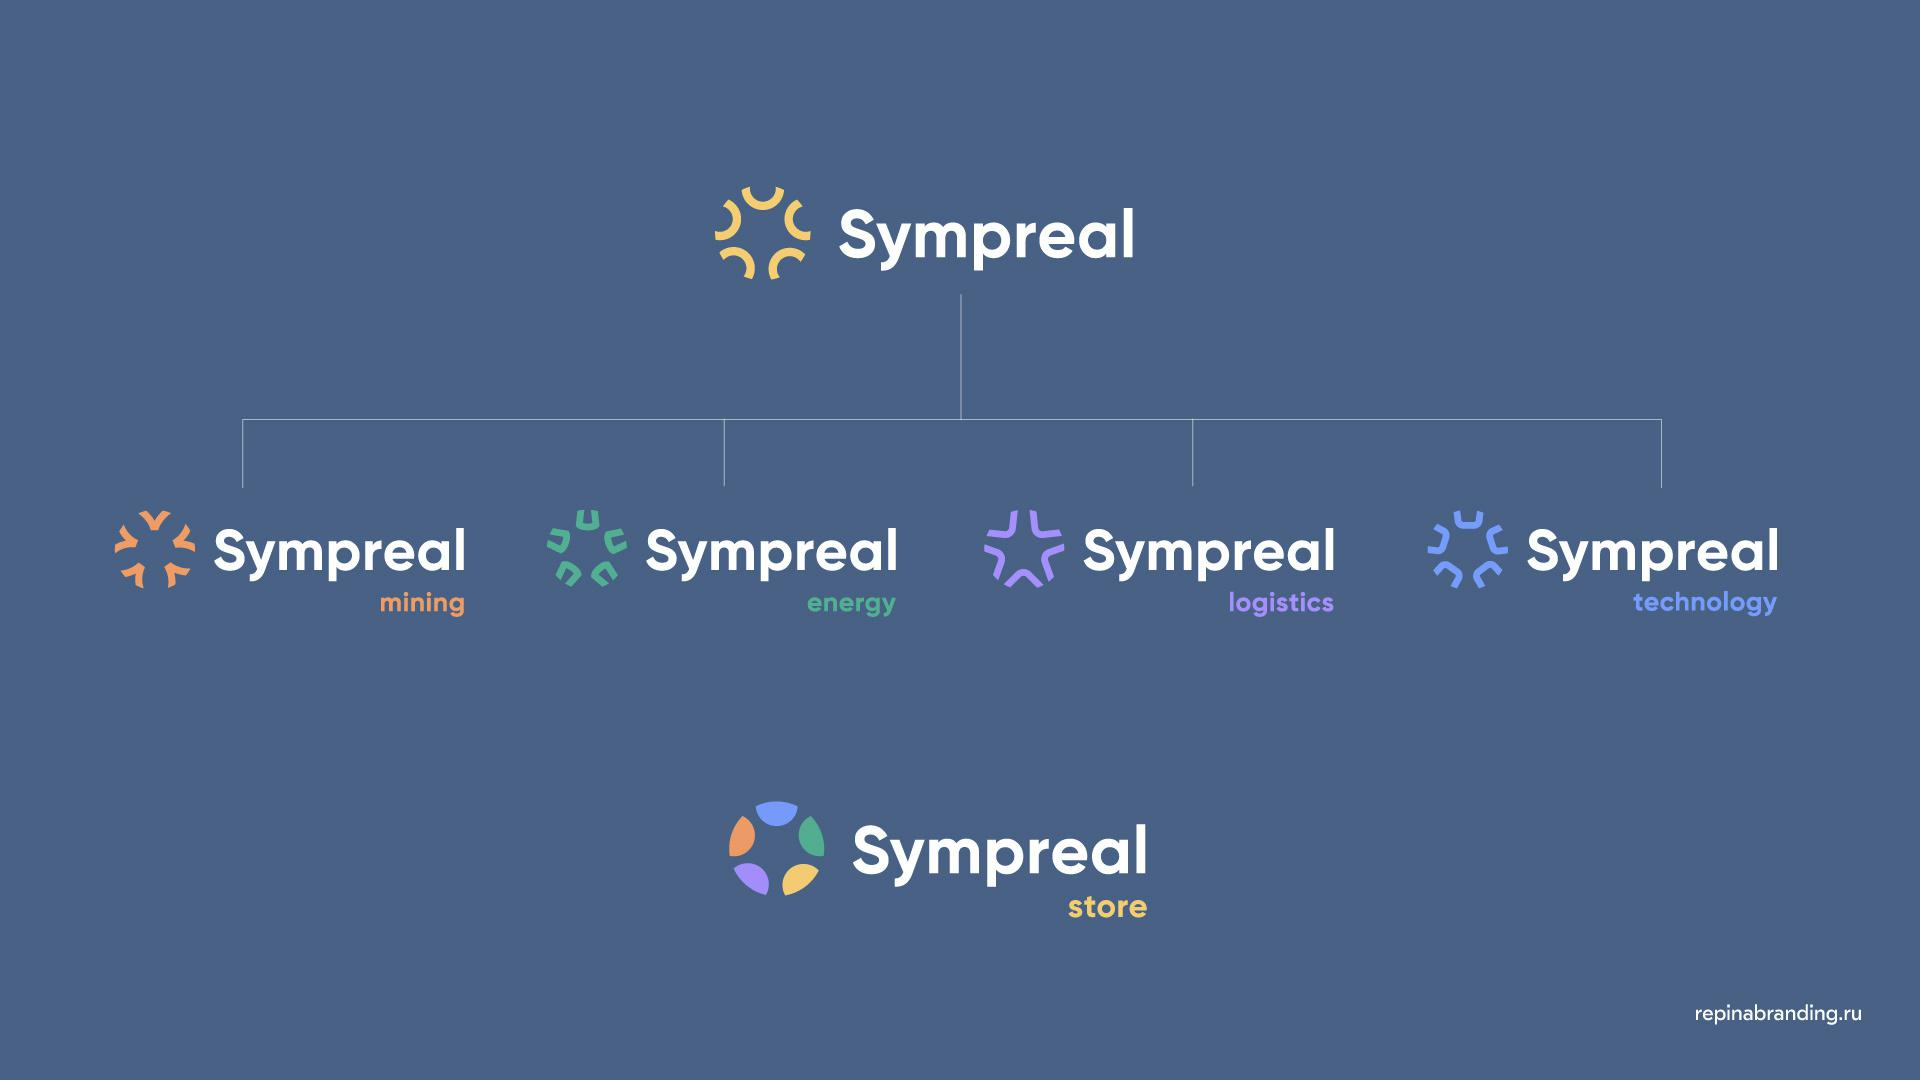 Sympreal
Sympreal
mining
Sympreal
energy
Sympreal
logistics
Sympreal
technology
Sympreal
store
repinabranding.ru